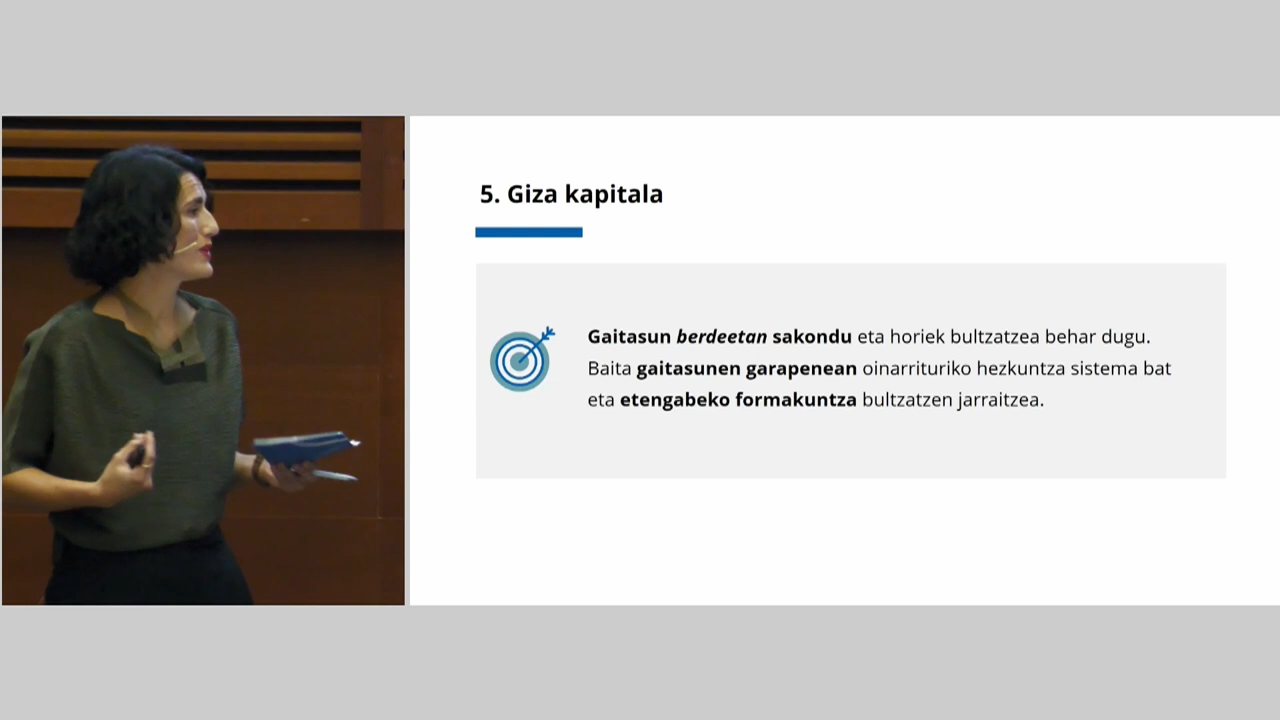 5. Giza kapitala
Gaitasun berdeetan sakondu eta horiek bultzatzea behar dugu.
Baita gaitasunen garapenean oinarrituriko hezkuntza sistema bat
eta etengabeko formakuntza bultzatzen jarraitzea.